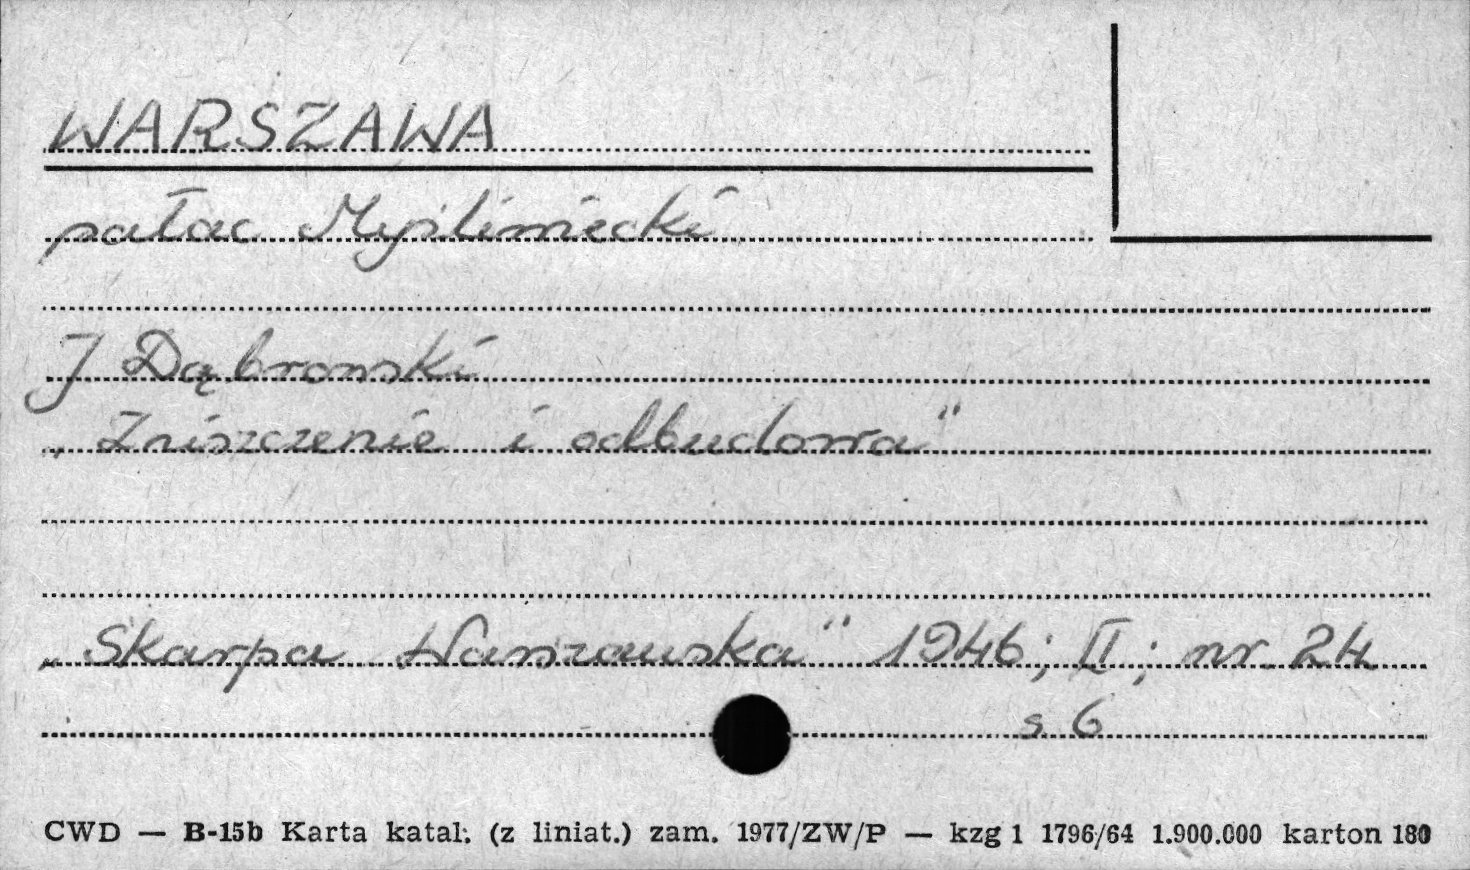 WARSZAWA
pałac Myśliwiecki
J Dąbrowski
„Zniszczenie i odbudowa"
„Skarpa Warszawska" 1946; II; nr. 24
s. 6
CWD — B-15b Karta katal. (z liniat.) zam. 1977/ZW/P — kzg 1 1796/64 1.900.000 karton 180